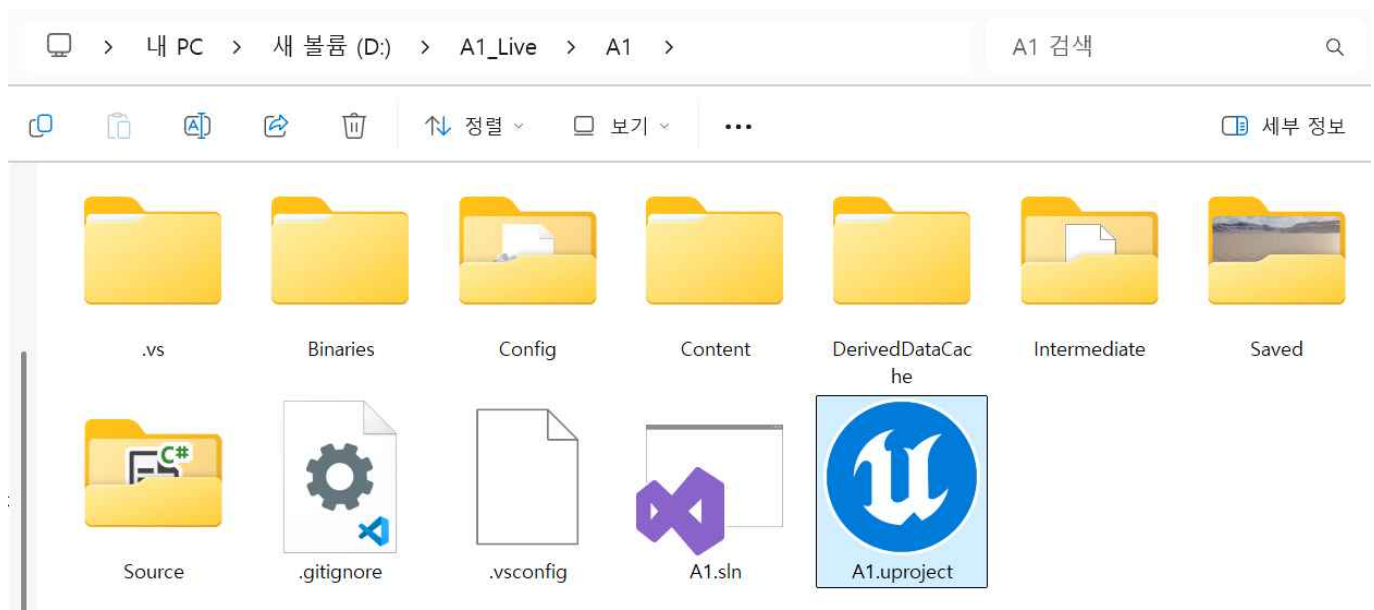 내 PC > 새 볼륨 (D:) > A1_Live > A1 >
A1 검색
정렬
보기
세부 정보
.vs
Binaries
Config
Content
DerivedDataCac
he
Intermediate
Saved
C#
Source
.gitignore
.vsconfig
A1.sln
A1.uproject